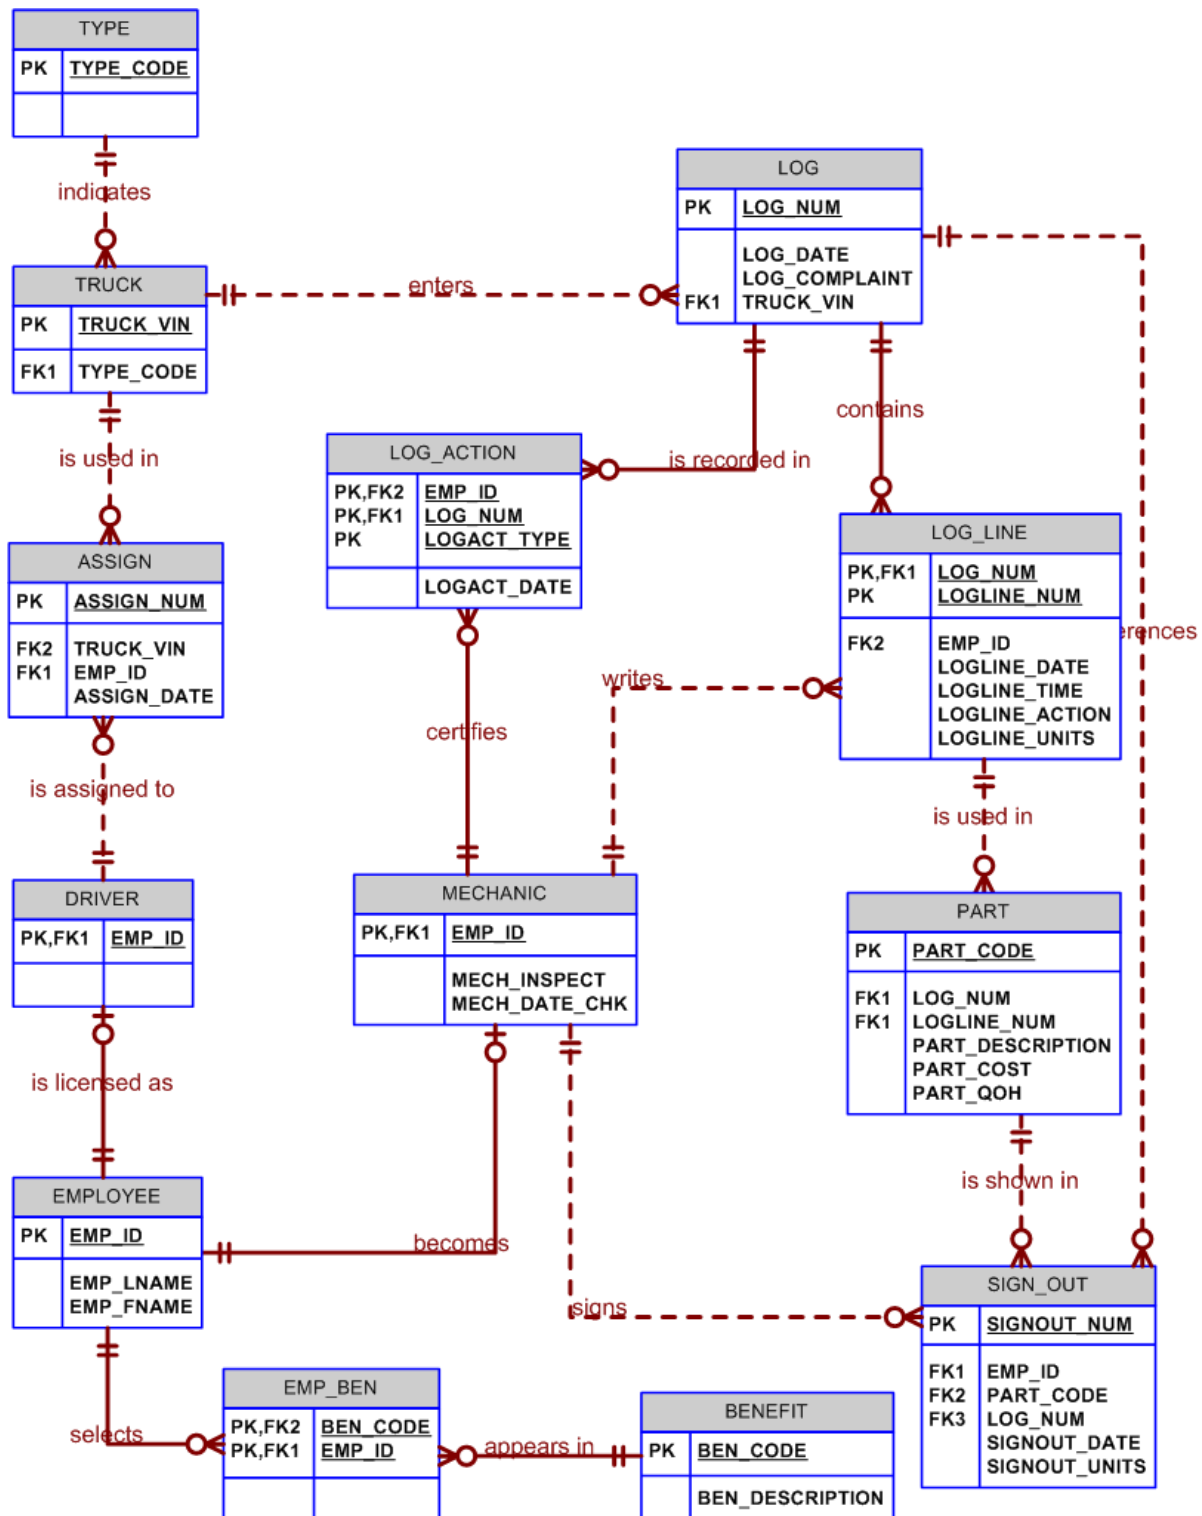 TYPE
PK TYPE_CODE
indicates
TRUCK
PK TRUCK_VIN
FK1 TYPE_CODE
enters
LOG
PK LOG_NUM
LOG_DATE
LOG_COMPLAINT
FK1 TRUCK_VIN
is used in
is recorded in
contains
LOG_ACTION
PK,FK2 EMP_ID
PK,FK1 LOG_NUM
PK LOGACT_TYPE
LOGACT_DATE
LOG_LINE
PK,FK1 LOG_NUM
PK LOGLINE_NUM
FK2 EMP_ID
LOGLINE_DATE
LOGLINE_TIME
LOGLINE_ACTION
LOGLINE_UNITS
erences
ASSIGN
PK ASSIGN_NUM
FK2 TRUCK_VIN
FK1 EMP_ID
ASSIGN_DATE
writes
certifies
is assigned to
is used in
DRIVER
PK,FK1 EMP_ID
MECHANIC
PK,FK1 EMP_ID
MECH_INSPECT
MECH_DATE_CHK
PART
PK PART_CODE
FK1 LOG_NUM
FK1 LOGLINE_NUM
PART_DESCRIPTION
PART_COST
PART_QOH
is licensed as
is shown in
EMPLOYEE
PK EMP_ID
EMP_LNAME
EMP_FNAME
becomes
signs
SIGN_OUT
PK SIGNOUT_NUM
FK1 EMP_ID
FK2 PART_CODE
FK3 LOG_NUM
SIGNOUT_DATE
SIGNOUT_UNITS
selects
EMP_BEN
PK,FK2 BEN_CODE
PK,FK1 EMP_ID
appears in
BENEFIT
PK BEN_CODE
BEN_DESCRIPTION